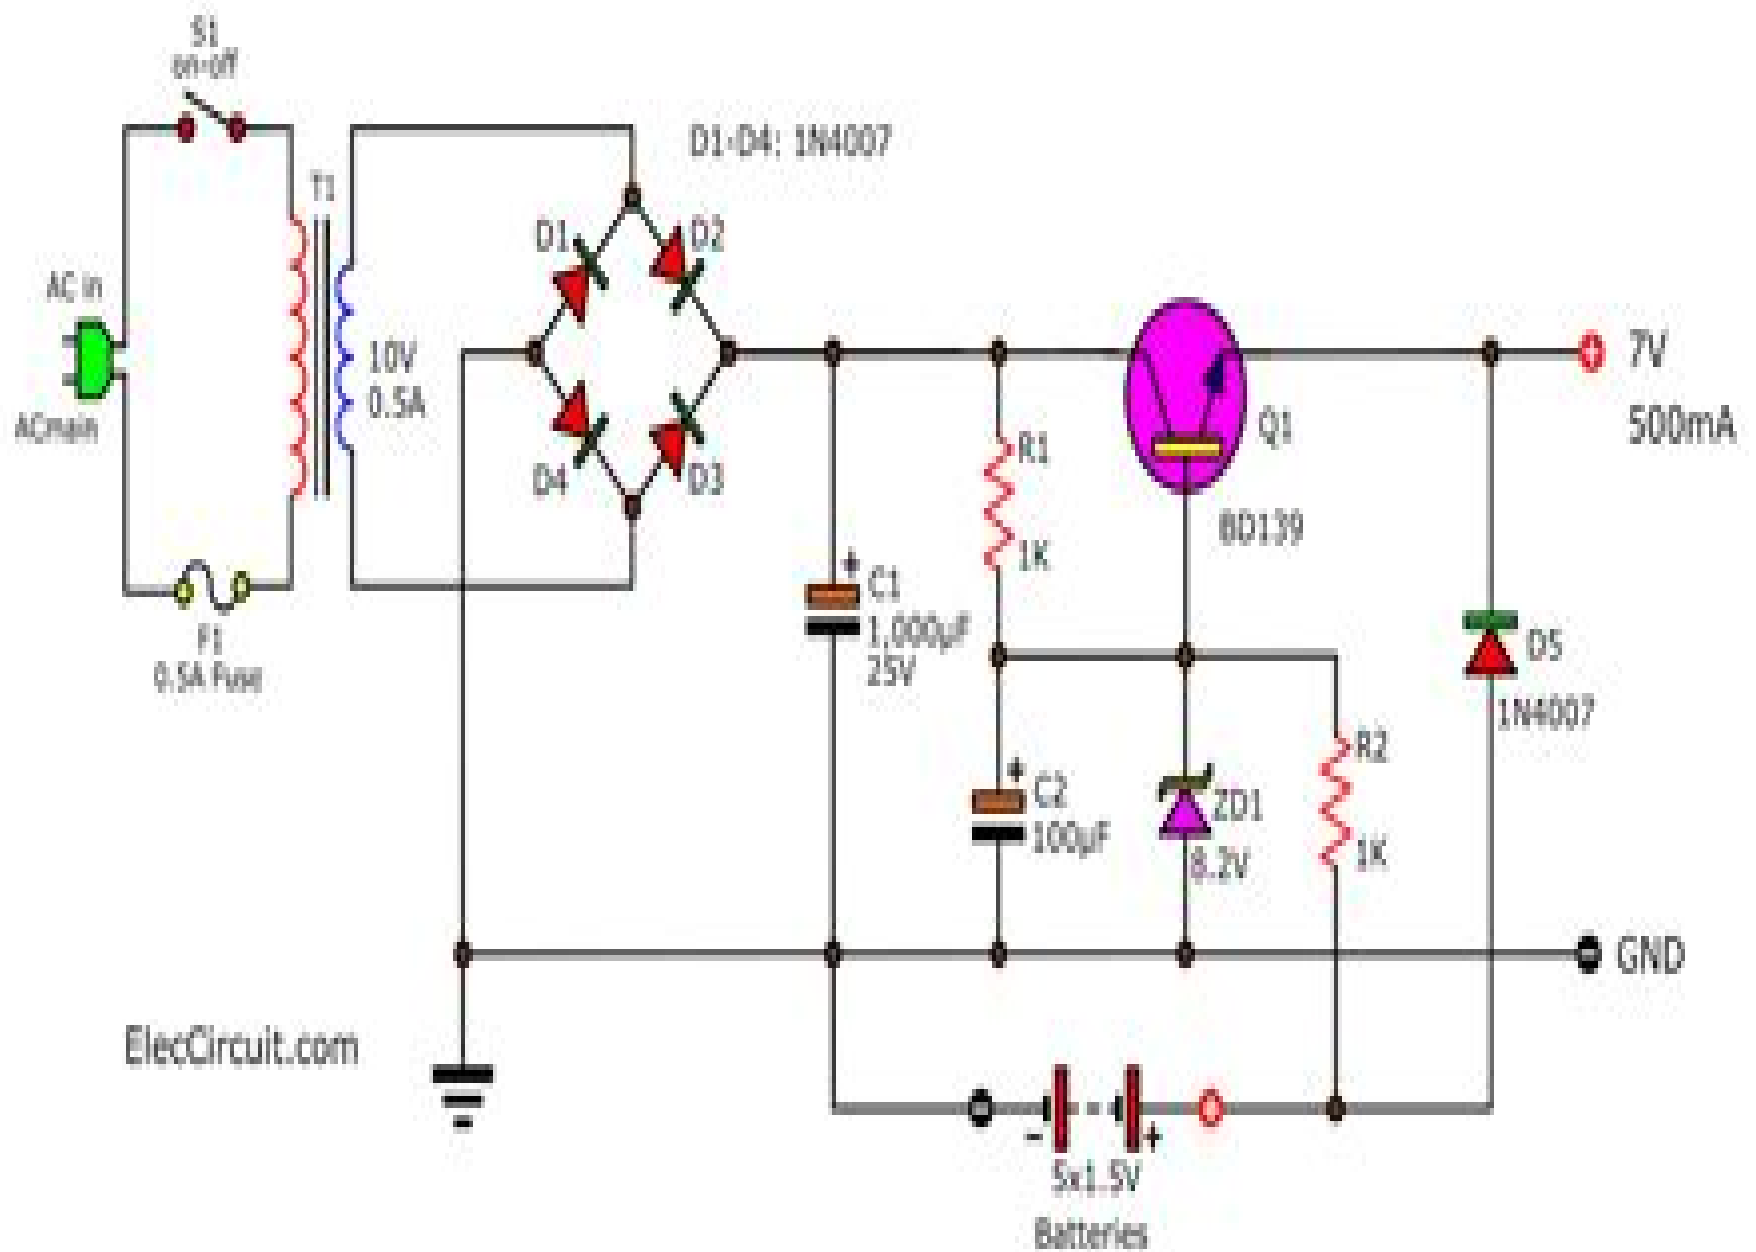 S1
on-off
D1-D4: 1N4007
T1
D1
D2
AC in
ACmain
10V
0.5A
7V
500mA
Q1
BD139
R1
1K
D4
D3
C1
1,000µF
25V
F1
0.5A Fuse
D5
1N4007
R2
1K
+
C2
100µF
ZD1
8.2V
GND
ElecCircuit.com
- +
5x1.5V
Batteries